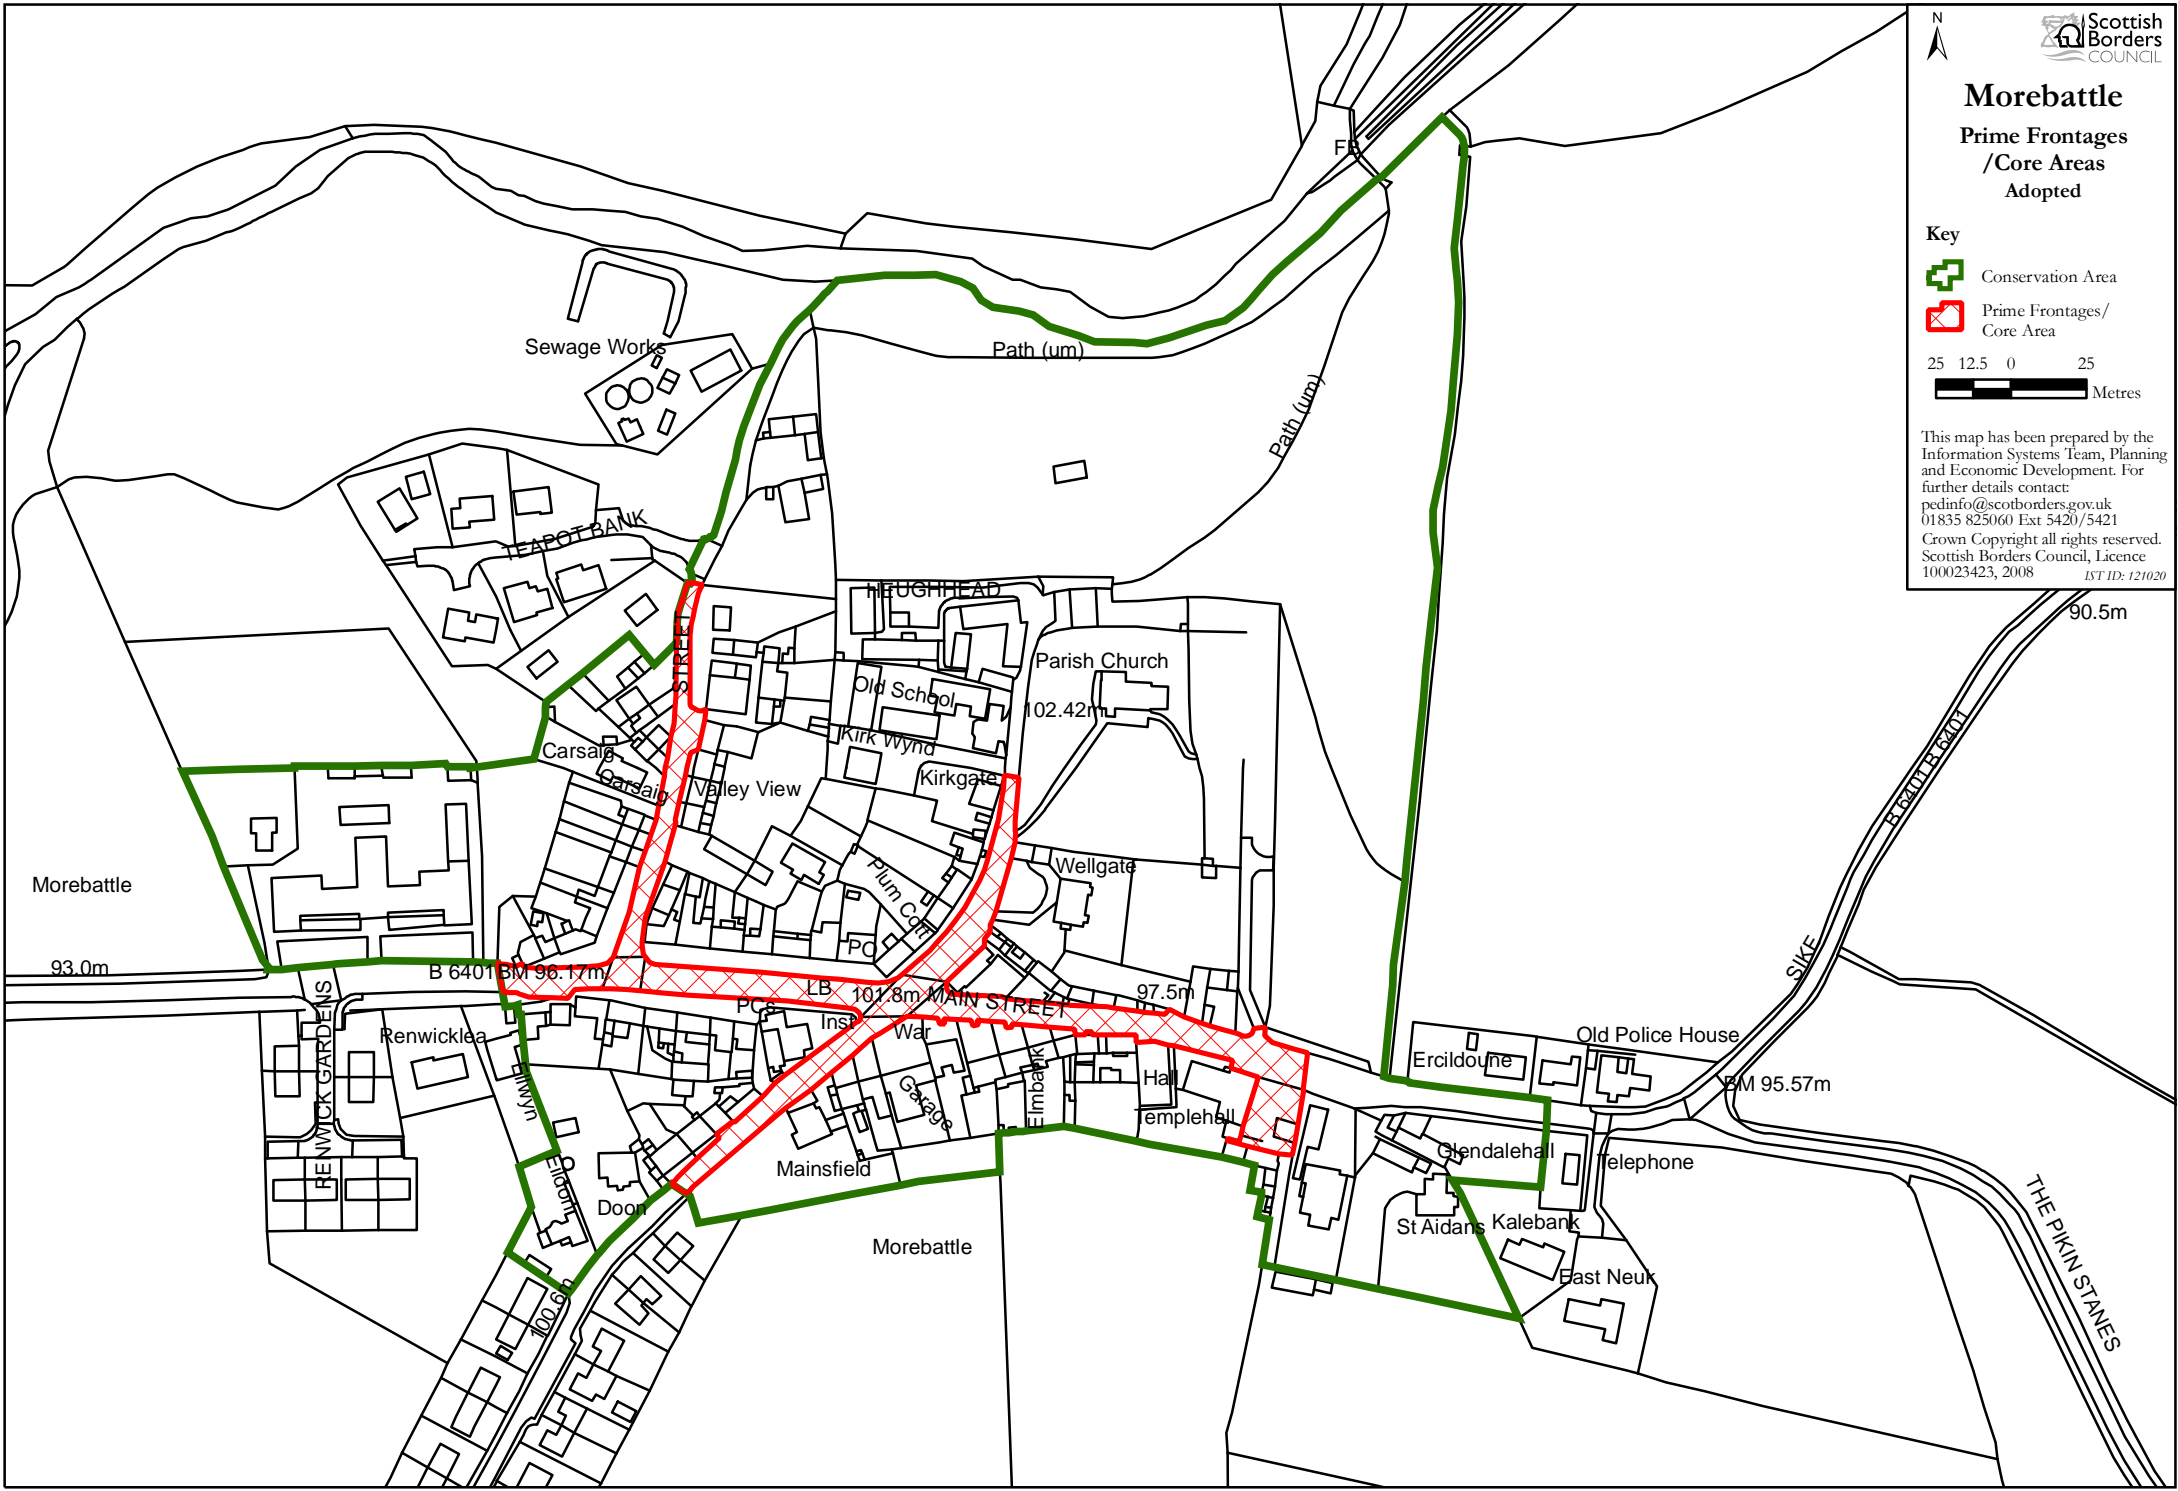 N
Scottish
Borders
COUNCIL
Morebattle
Prime Frontages
/Core Areas
Adopted
Key
Conservation Area
Prime Frontages/
Core Area
25 12.5 0 25
Metres
This map has been prepared by the
Information Systems Team, Planning
and Economic Development. For
further details contact:
pedinfo@scotborders.gov.uk
01835 825060 Ext 5420/5421
Crown Copyright all rights reserved.
Scottish Borders Council, Licence
100023423, 2008
IST ID: 121020
FB
Sewage Works
Path (um)
Path (um)
TEAPOT BANK
HEUGHHEAD
90.5m
STREET
Parish Church
Old School
102.42m
Kirk Wynd
Carsaig
Carsaig
Valley View
Kirkgate
B 6401
B 6401
Wellgate
Morebattle
Plum Cott
PO
93.0m
B 6401
BM 96.17m
SIKE
LB
101.8m
MAIN STREET
97.5m
PCs
Inst
War
RENWICK GARDENS
Renwicklea
Old Police House
Ercildoune
Ellwyn
Garage
Elmbank
Hall
BM 95.57m
Templehall
Glendalehall
Telephone
Mainsfield
Eildon
Doon
St Aidans
Kalebank
Morebattle
East Neuk
100.6m
THE PIKIN STANES